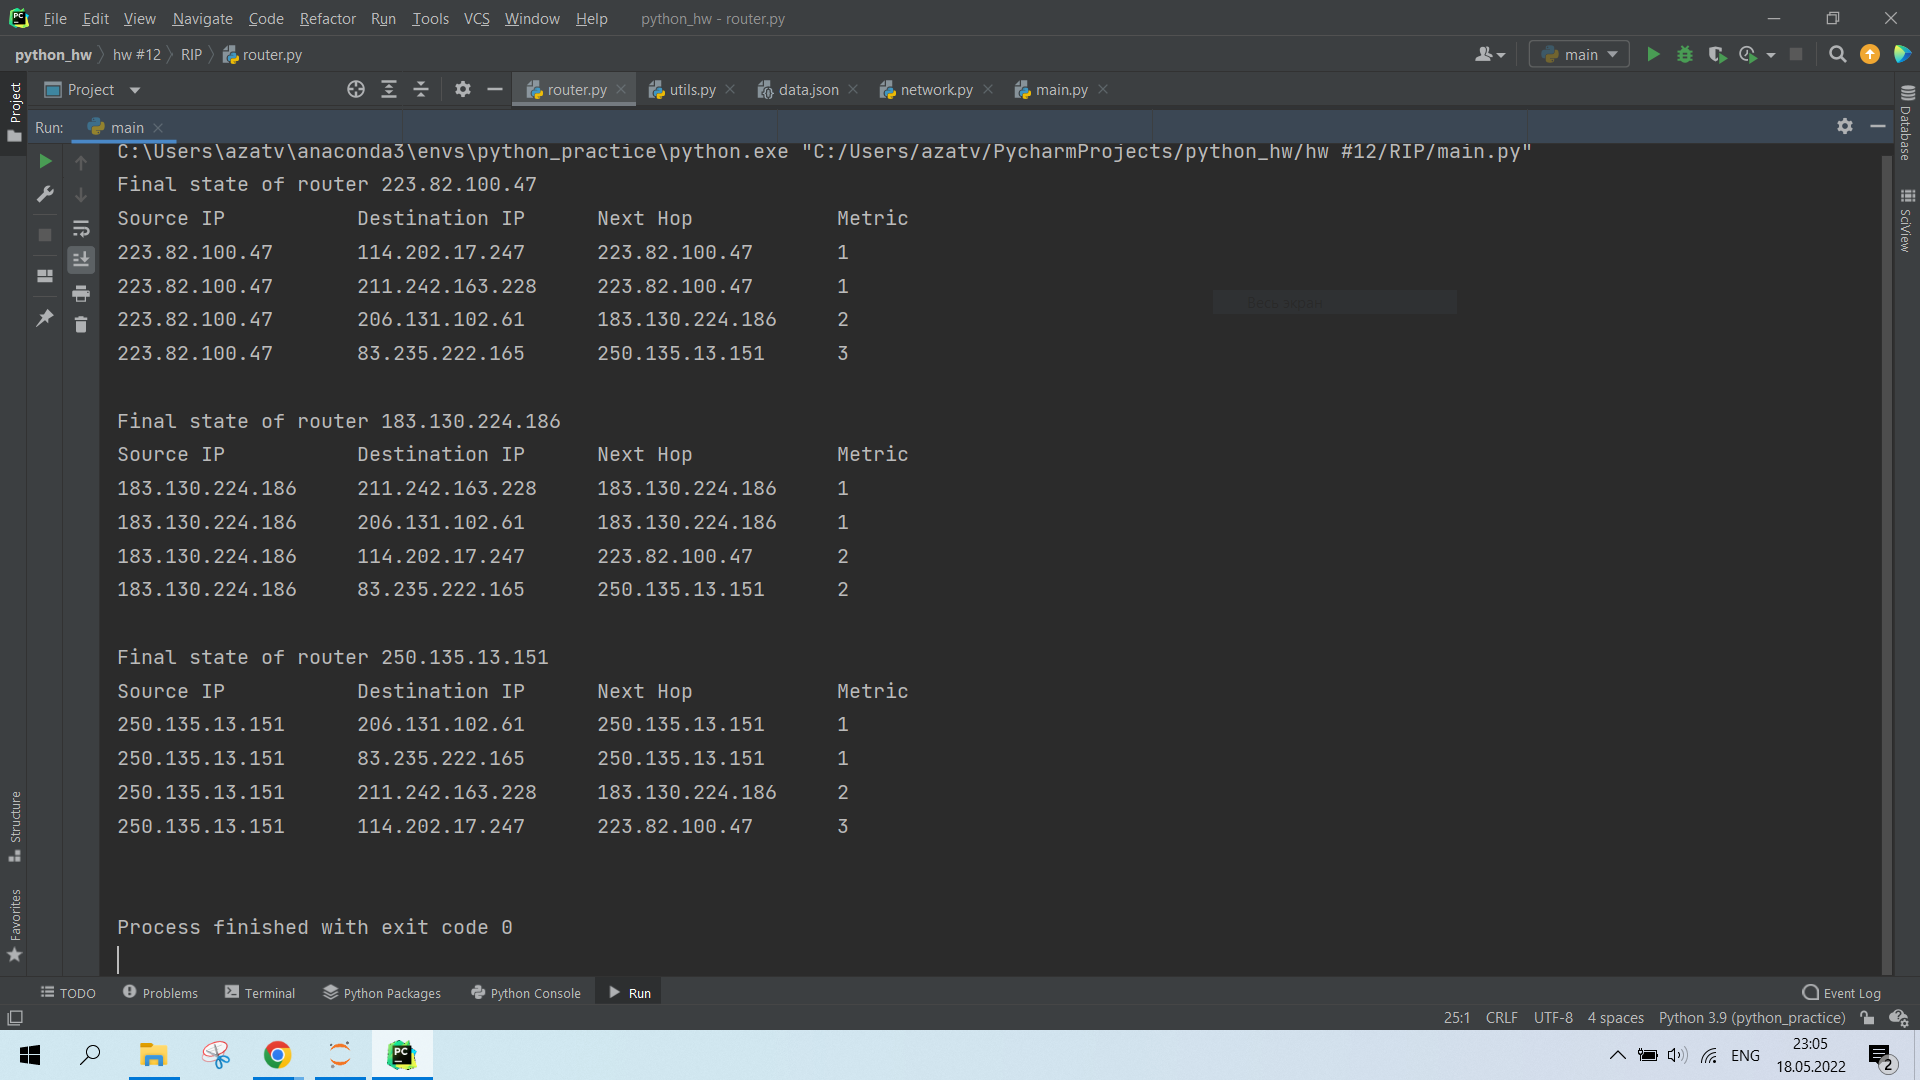 File Edit View Navigate Code Refactor Run Tools VCS Window Help python_hw - router.py
python_hw hw #12 RIP router.py
main
Project
Project
router.py utils.py data.json network.py main.py
Run: main
C:\Users\azatv\anaconda3\envs\python_practice\python.exe "C:/Users/azatv/PycharmProjects/python_hw/hw #12/RIP/main.py"
Final state of router 223.82.100.47
Source IP Destination IP Next Hop Metric
223.82.100.47 114.202.17.247 223.82.100.47 1
223.82.100.47 211.242.163.228 223.82.100.47 1
223.82.100.47 206.131.102.61 183.130.224.186 2
223.82.100.47 83.235.222.165 250.135.13.151 3
Весь экран
Final state of router 183.130.224.186
Source IP Destination IP Next Hop Metric
183.130.224.186 211.242.163.228 183.130.224.186 1
183.130.224.186 206.131.102.61 183.130.224.186 1
183.130.224.186 114.202.17.247 223.82.100.47 2
183.130.224.186 83.235.222.165 250.135.13.151 2
Final state of router 250.135.13.151
Source IP Destination IP Next Hop Metric
250.135.13.151 206.131.102.61 250.135.13.151 1
250.135.13.151 83.235.222.165 250.135.13.151 1
250.135.13.151 211.242.163.228 183.130.224.186 2
250.135.13.151 114.202.17.247 223.82.100.47 3
Process finished with exit code 0
Structure
Favorites
Database
SciView
TODO Problems Terminal Python Packages Python Console Run Event Log
25:1 CRLF UTF-8 4 spaces Python 3.9 (python_practice)
ENG
23:05
18.05.2022
2